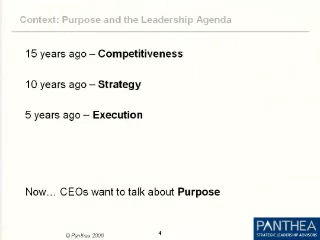 Context: Purpose and the Leadership Agenda
15 years ago – Competitiveness
10 years ago – Strategy
5 years ago – Execution
Now… CEOs want to talk about Purpose
© Panthea 2009
4
PANTHEA
STRATEGIC LEADERSHIP ADVISORS